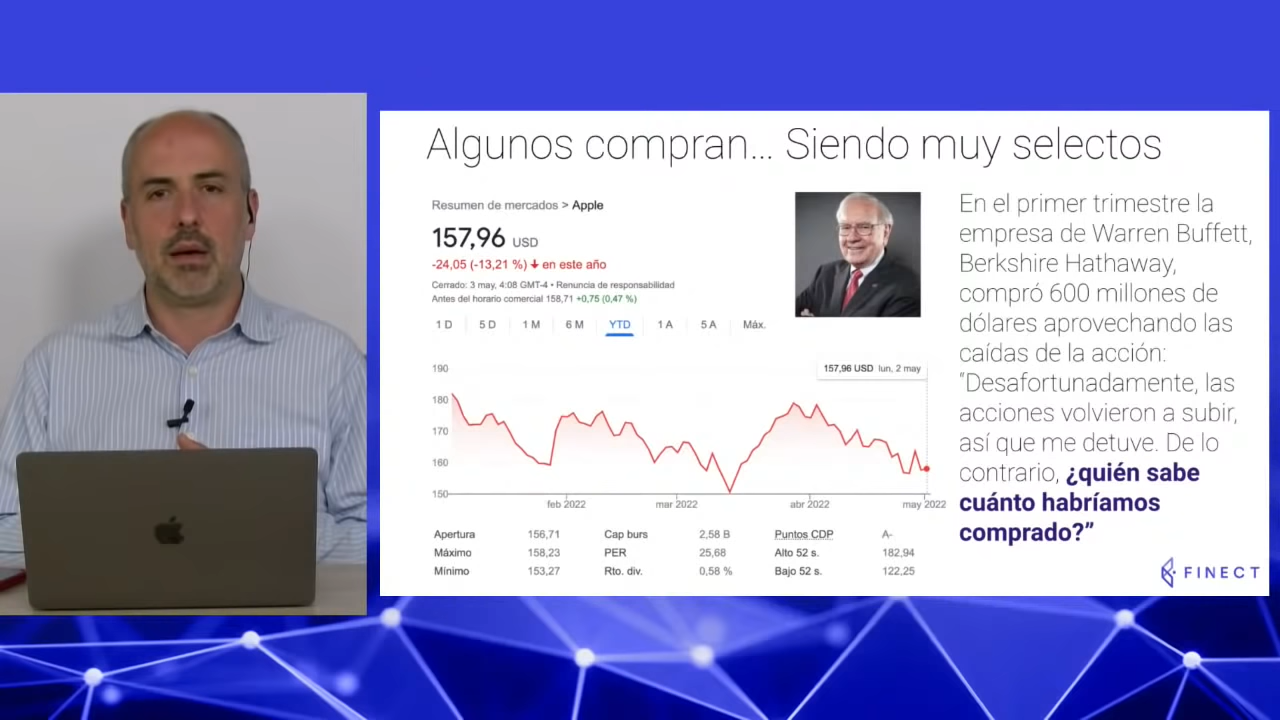 Algunos compran... Siendo muy selectos
Resumen de mercados > Apple
157,96 USD
-24,05 (-13,21 %) ↓ en este año
Cerrado: 3 may, 4:08 GMT-4 • Renuncia de responsabilidad
Antes del horario comercial 158,71 +0,75 (0,47 %)
1 D 5 D 1 M 6 M YTD 1 A 5 A Máx.
157,96 USD lun, 2 may
190
180
170
160
150
feb 2022 mar 2022 abr 2022 may 2022
Apertura 156,71 Cap burs 2,58 B Puntos CDP A-
Máximo 158,23 PER 25,68 Alto 52 s. 182,94
Mínimo 153,27 Rto. div. 0,58 % Bajo 52 s. 122,25
En el primer trimestre la
empresa de Warren Buffett,
Berkshire Hathaway,
compró 600 millones de
dólares aprovechando las
caídas de la acción:
"Desafortunadamente, las
acciones volvieron a subir,
así que me detuve. De lo
contrario, ¿quién sabe
cuánto habríamos
comprado?"
FINECT